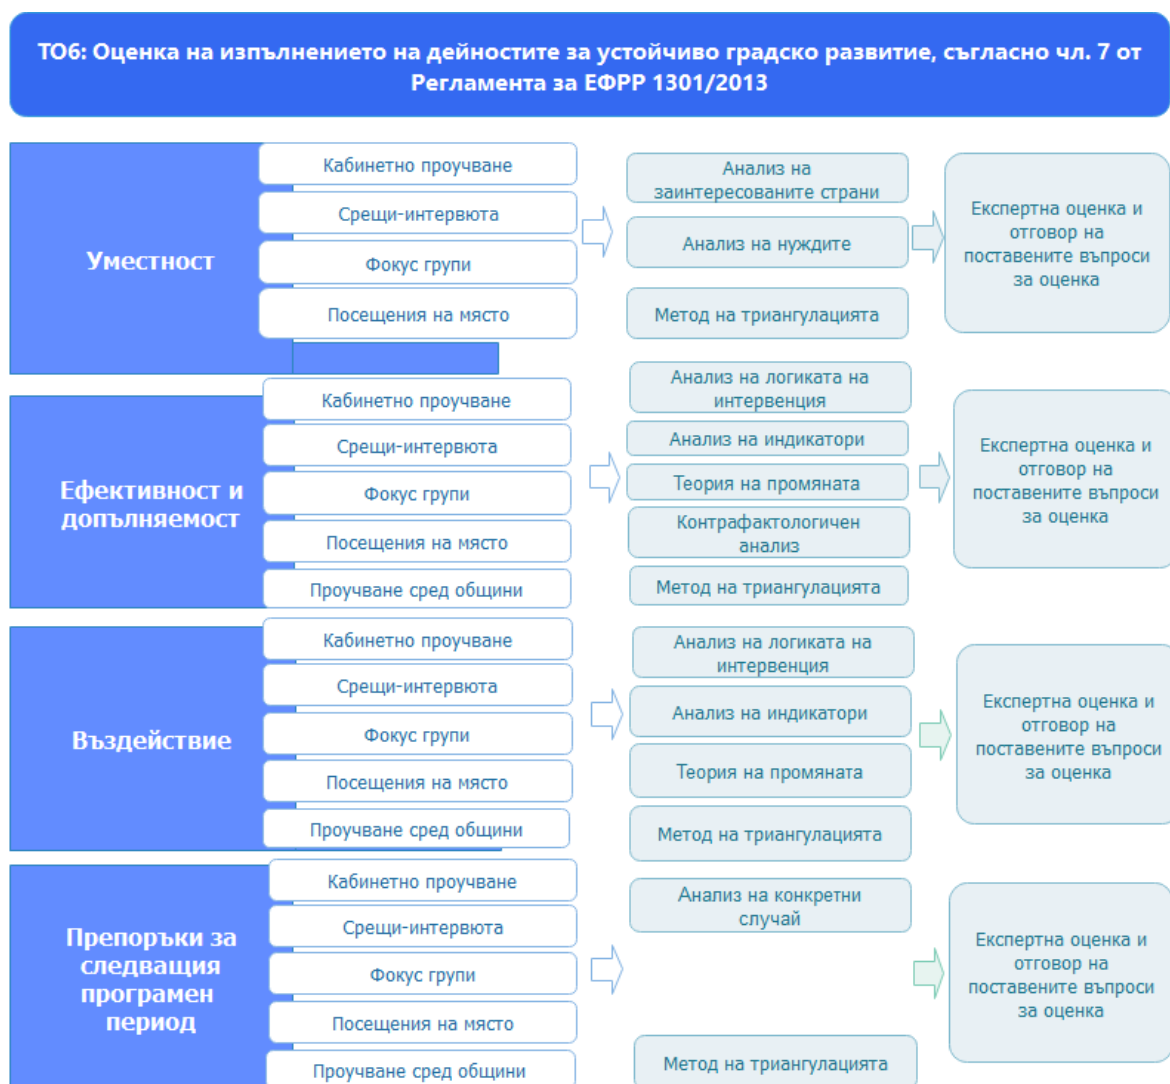 ТО6: Оценка на изпълнението на дейностите за устойчиво градско развитие, съгласно чл. 7 от
Регламента за ЕФРР 1301/2013
Уместност
Кабинетно проучване
Срещи-интервюта
Фокус групи
Посещения на място
Анализ на
заинтересованите страни
Анализ на нуждите
Метод на триангулацията
Експертна оценка и
отговор на
поставените въпроси
за оценка
Ефективност и
допълняемост
Кабинетно проучване
Срещи-интервюта
Фокус групи
Посещения на място
Проучване сред общини
Анализ на логиката на
интервенция
Анализ на индикатори
Теория на промяната
Контрафактологичен
анализ
Метод на триангулацията
Експертна оценка и
отговор на
поставените въпроси
за оценка
Въздействие
Кабинетно проучване
Срещи-интервюта
Фокус групи
Посещения на място
Проучване сред общини
Анализ на логиката на
интервенция
Анализ на индикатори
Теория на промяната
Метод на триангулацията
Експертна оценка и
отговор на
поставените въпроси
за оценка
Препоръки за
следващия
програмен
период
Кабинетно проучване
Срещи-интервюта
Фокус групи
Посещения на място
Проучване сред общини
Анализ на конкретни
случай
Метод на триангулацията
Експертна оценка и
отговор на
поставените въпроси
за оценка